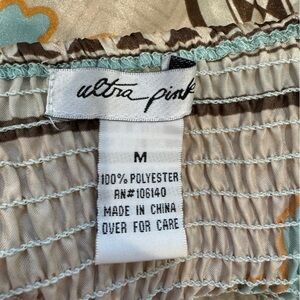 ultra pink
M
100% POLYESTER
RN#106140
MADE IN CHINA
OVER FOR CARE